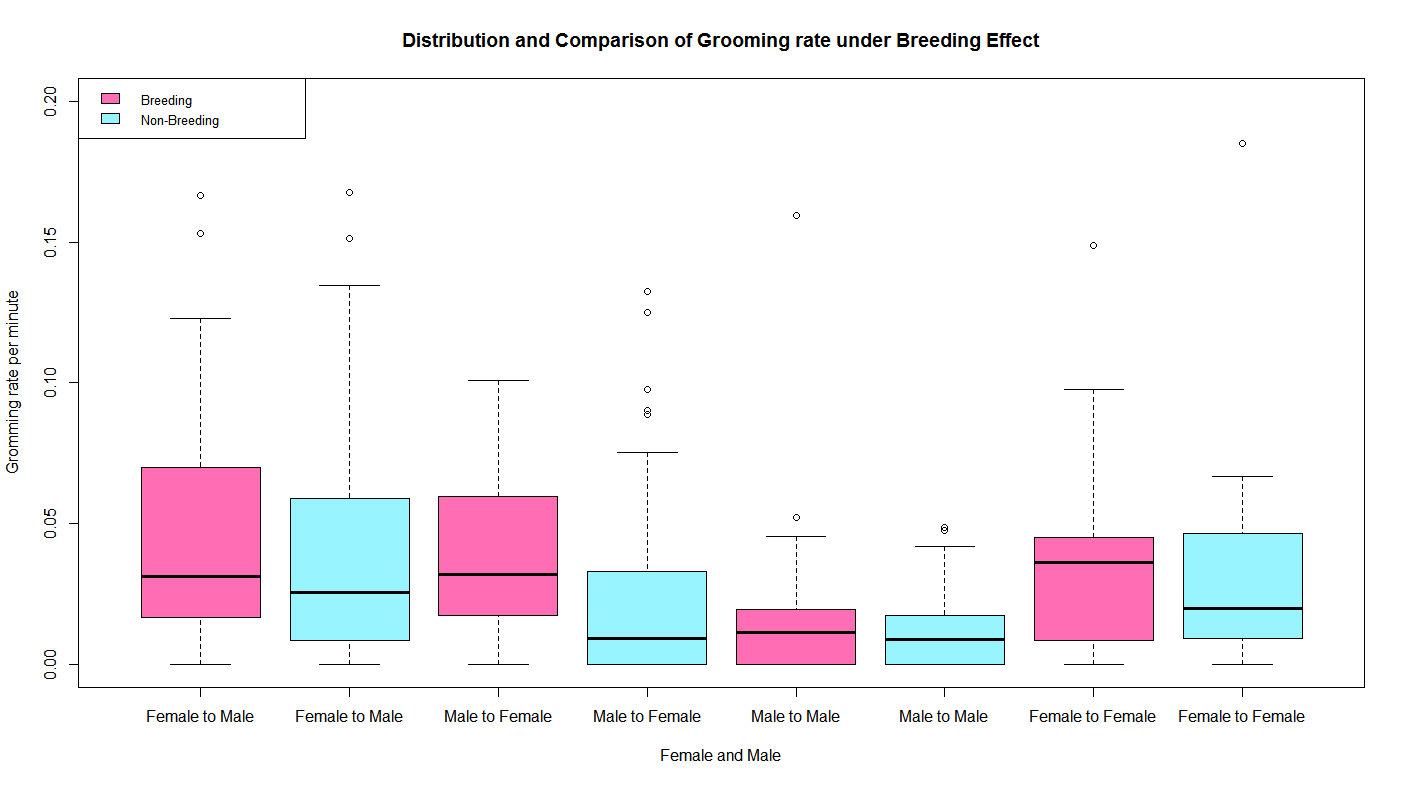 Distribution and Comparison of Grooming rate under Breeding Effect
Breeding
Non-Breeding
Gromming rate per minute
0.20
0.15
0.10
0.05
0.00
Female to Male
Female to Male
Male to Female
Male to Female
Male to Male
Male to Male
Female to Female
Female to Female
Female and Male